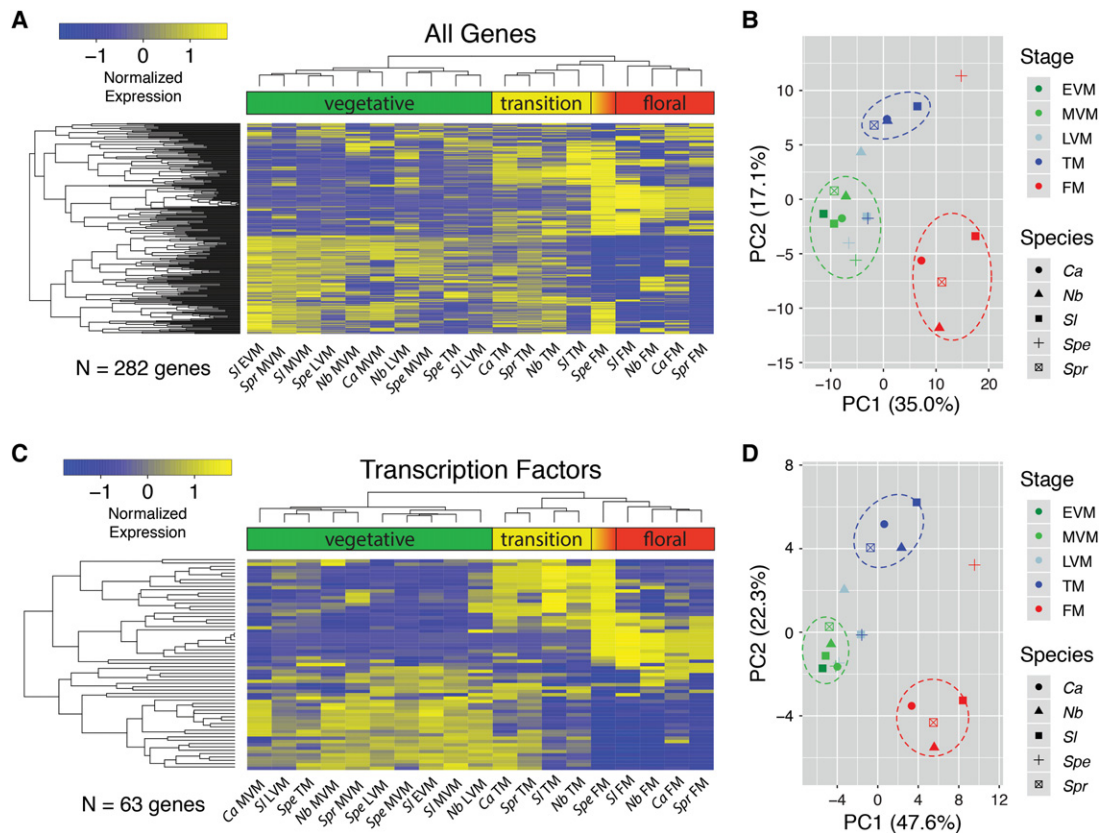 A
−1 0 1
Normalized
Expression
All Genes
vegetative transition floral
N = 282 genes
Sl EVM
Spr MVM
Sl MVM
Spe LVM
Nb MVM
Ca MVM
Nb LVM
Spe MVM
Spe TM
Sl LVM
Ca TM
Spr TM
Nb TM
Sl TM
Spe FM
Sl FM
Nb FM
Ca FM
Spr FM
B
PC2 (17.1%)
10
5
0
−5
−10
−15
−10 0 10 20
PC1 (35.0%)
Stage
EVM
MVM
LVM
TM
FM
Species
Ca
Nb
Sl
Spe
Spr
C
−1 0 1
Normalized
Expression
Transcription Factors
vegetative transition floral
N = 63 genes
Ca MVM
Sl LVM
Spe TM
Nb MVM
Spr MVM
Spe LVM
Spe MVM
Sl EVM
Sl MVM
Nb LVM
Ca TM
Spr TM
Sl TM
Nb TM
Spe FM
Sl FM
Nb FM
Ca FM
Spr FM
D
PC2 (22.3%)
8
4
0
−4
−4 0 4 8 12
PC1 (47.6%)
Stage
EVM
MVM
LVM
TM
FM
Species
Ca
Nb
Sl
Spe
Spr